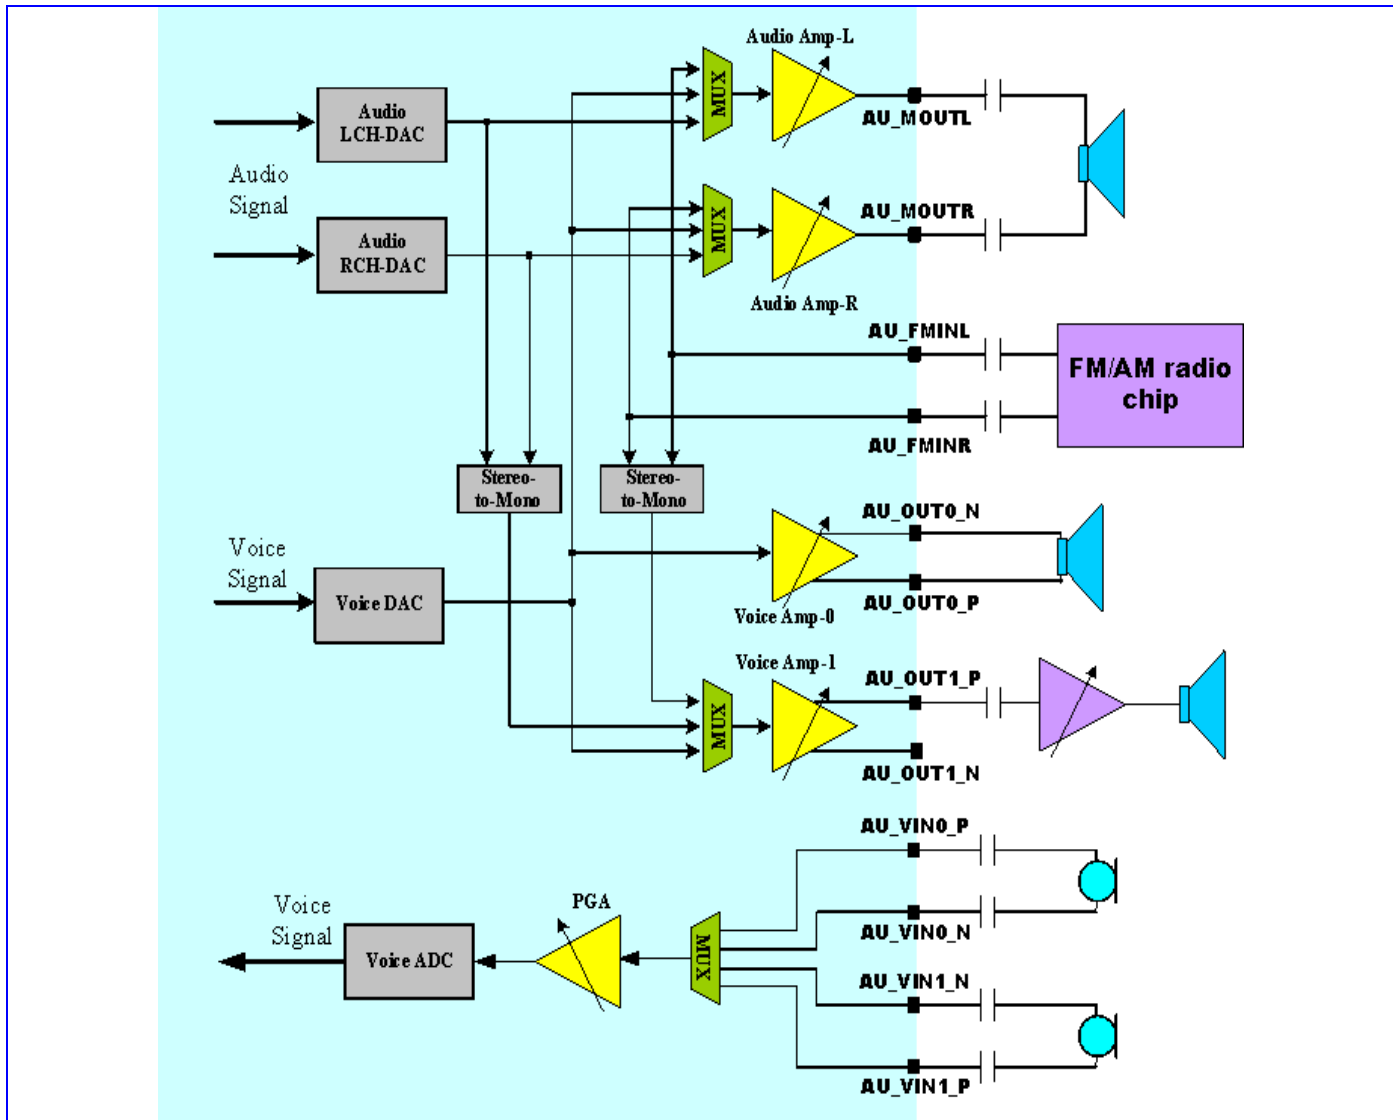 Audio Amp-L
MUX
Audio
LCH-DAC
AU_MOUTL
Audio
Signal
MUX
AU_MOUTR
Audio
RCH-DAC
Audio Amp-R
AU_FMINL
FM/AM radio
chip
AU_FMINR
Stereo-
to-Mono
Stereo-
to-Mono
AU_OUT0_N
Voice
Signal
Voice DAC
AU_OUT0_P
Voice Amp-0
Voice Amp-1
AU_OUT1_P
MUX
AU_OUT1_N
AU_VIN0_P
PGA
Voice
Signal
AU_VIN0_N
Voice ADC
MUX
AU_VIN1_N
AU_VIN1_P